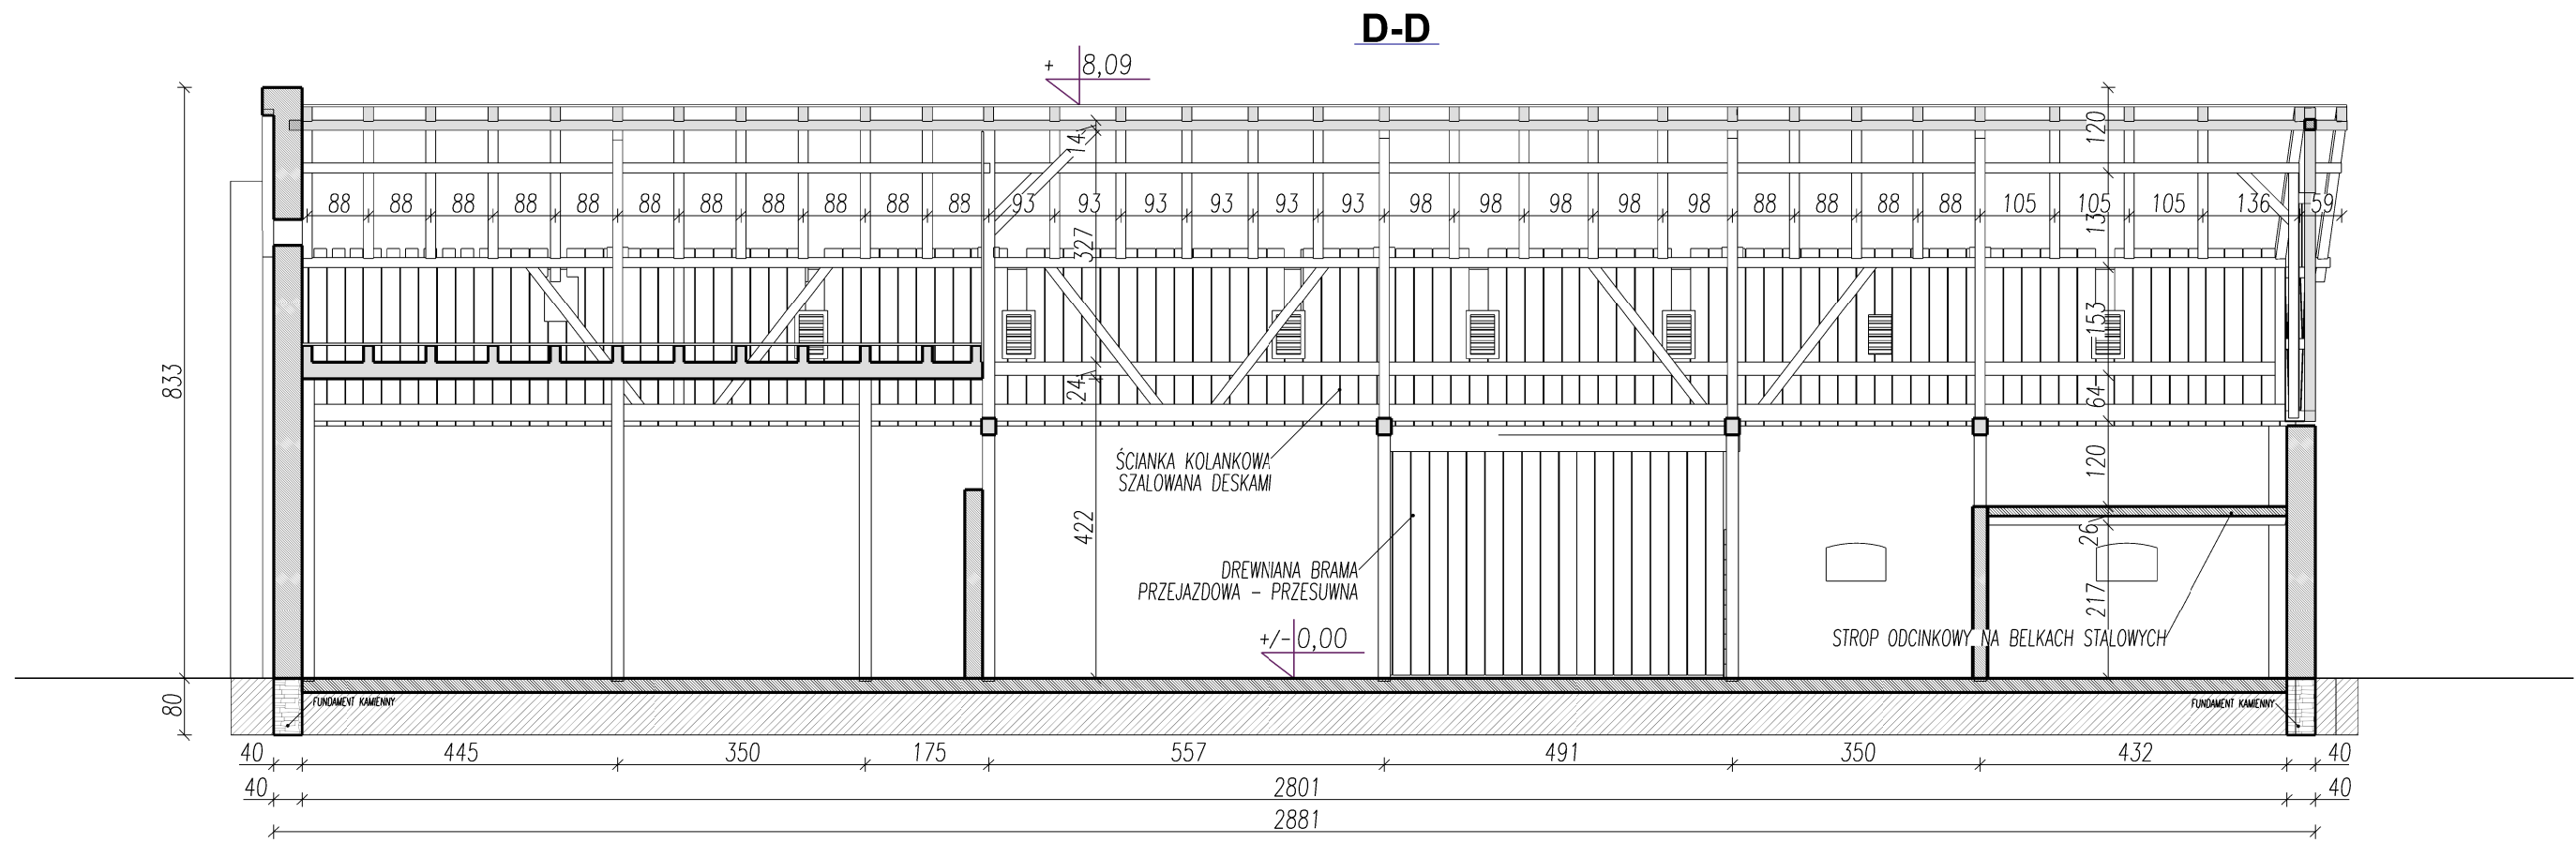 D-D
+ 8,09
14
120
88 88 88 88 88 88 88 88 88 88 88 93 93 93 93 93 93 98 98 98 98 98 88 88 88 88 105 105 105 136 59
327
833
153
24
64
ŚCIANKA KOLANKOWA
SZALOWANA DESKAMI
120
422
26
DREWNIANA BRAMA
PRZEJAZDOWA - PRZESUWNA
217
+/- 0,00
STROP ODCINKOWY NA BELKACH STALOWYCH
80
FUNDAMENT KAMIENNY
FUNDAMENT KAMIENNY
40 445 350 175 557 491 350 432 40
40 2801 40
2881